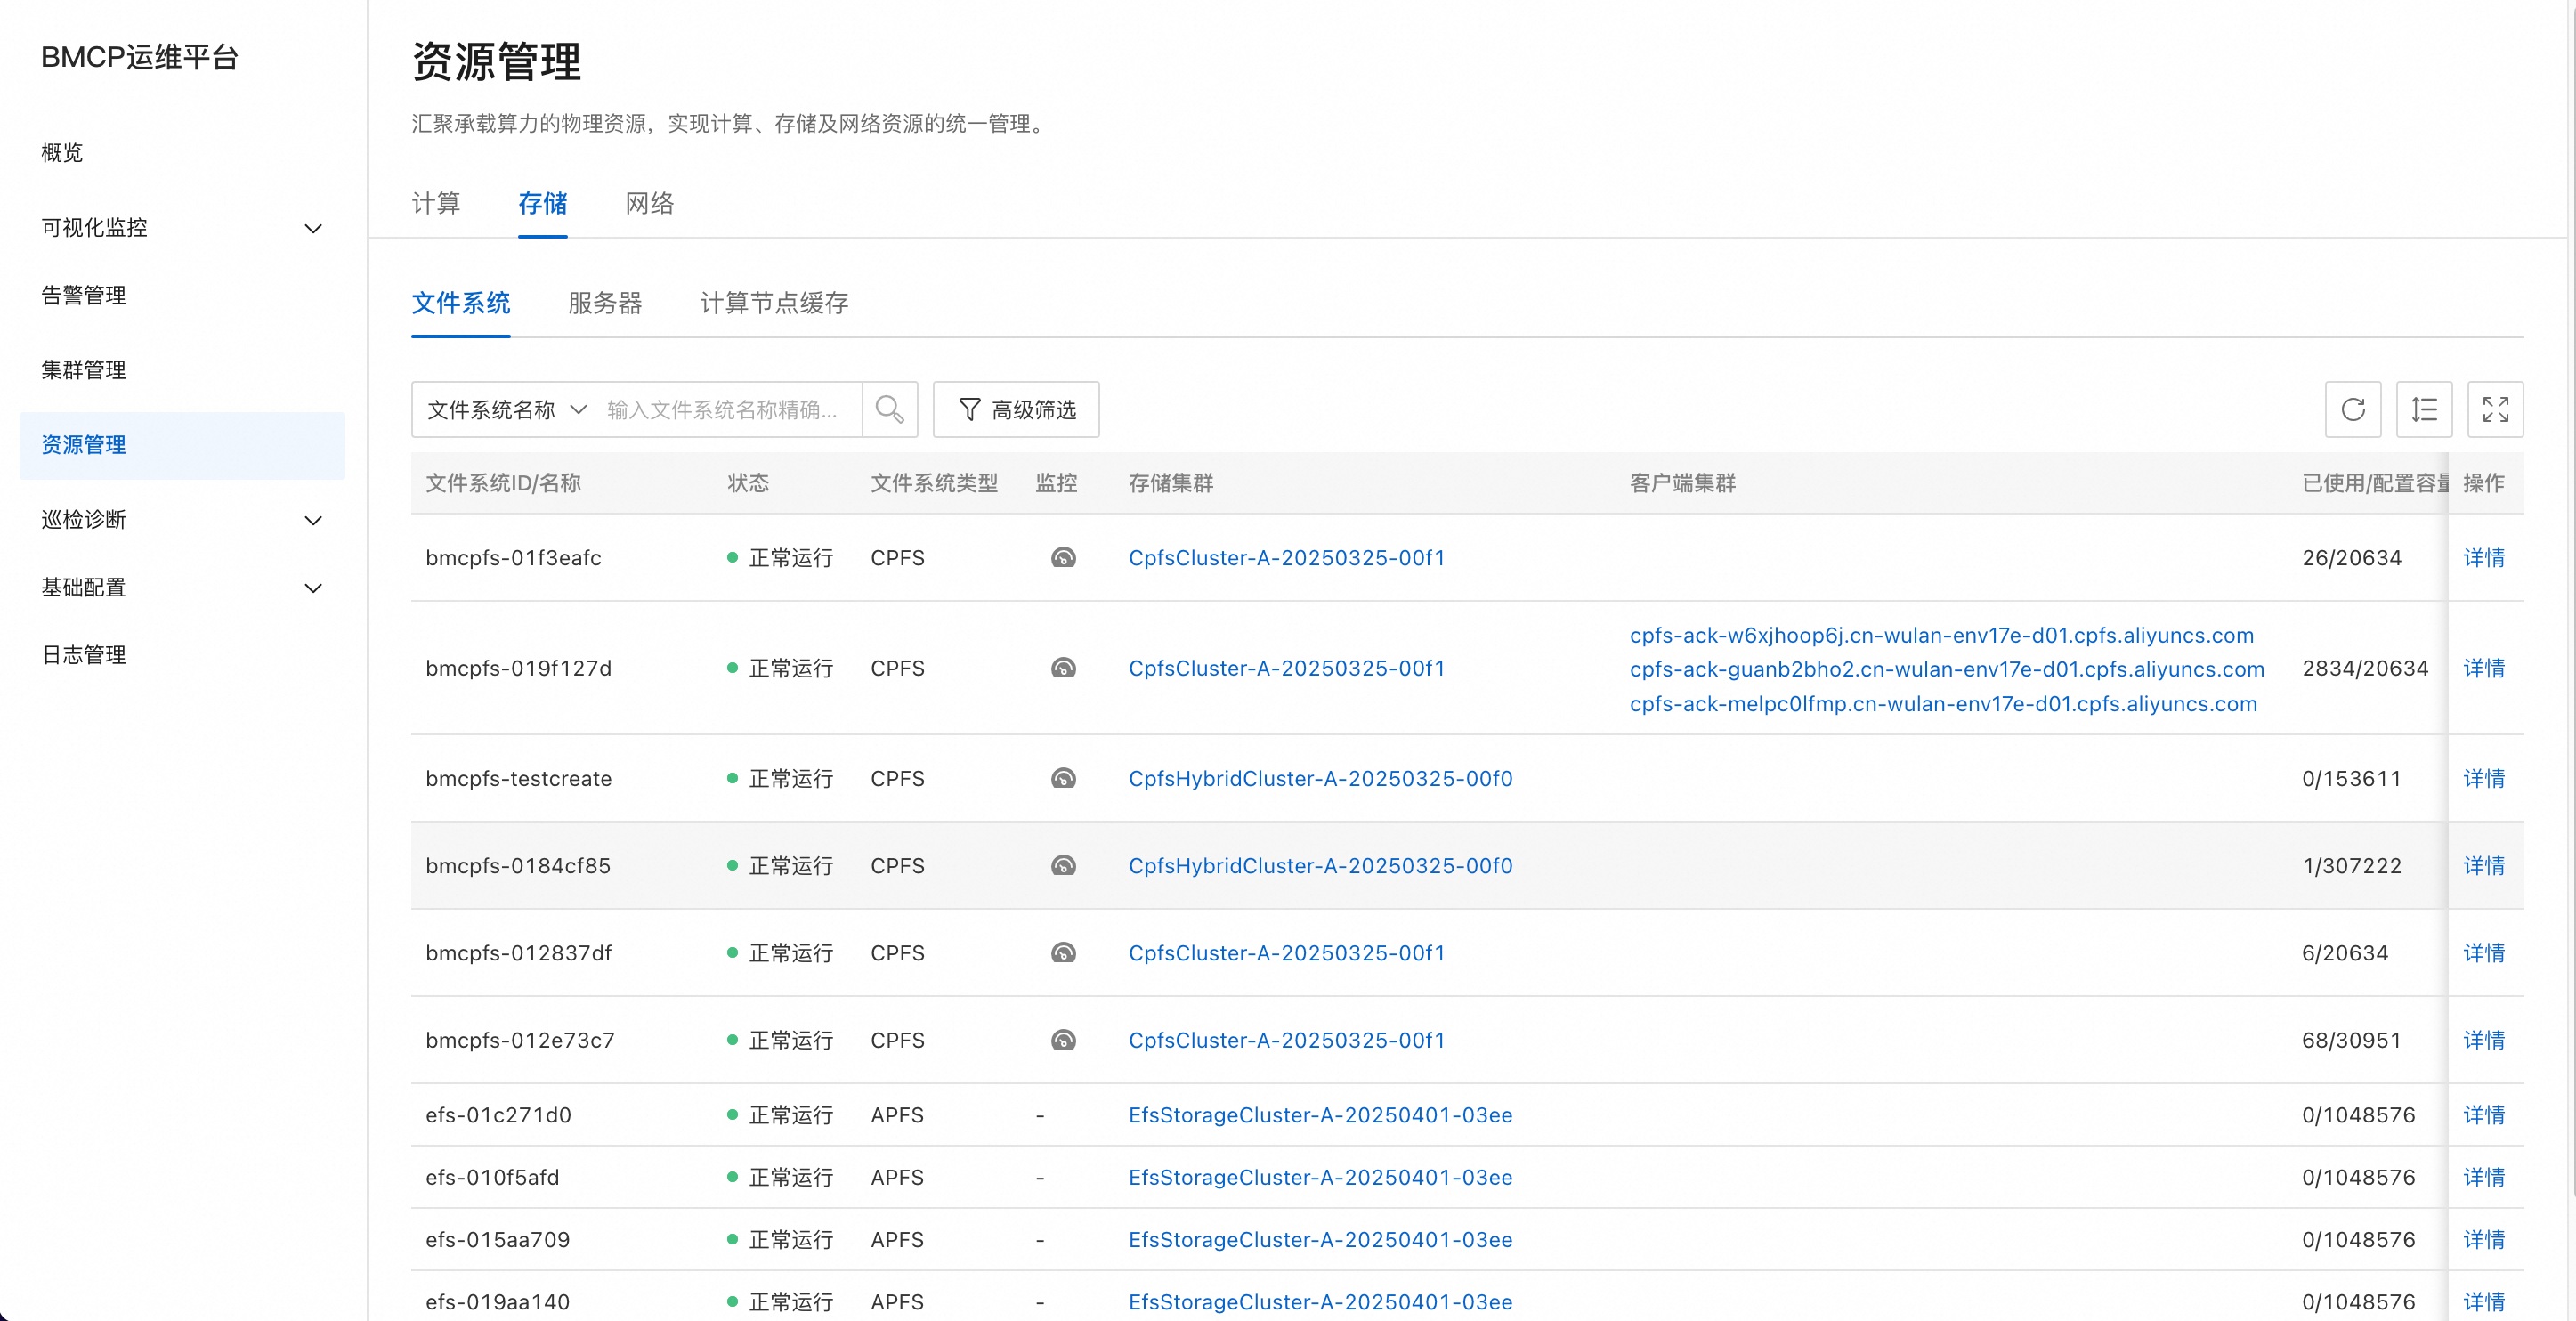 BMCP运维平台
概览
可视化监控
告警管理
集群管理
资源管理
巡检诊断
基础配置
日志管理
资源管理
汇聚承载算力的物理资源，实现计算、存储及网络资源的统一管理。
计算 存储 网络
文件系统 服务器 计算节点缓存
文件系统名称 输入文件系统名称精确... 高级筛选
文件系统ID/名称 状态 文件系统类型 监控 存储集群 客户端集群 已使用/配置容量 操作
bmcpfs-01f3eafc 正常运行 CPFS CpfsCluster-A-20250325-00f1 26/20634 详情
cpfs-ack-w6xjhoop6j.cn-wulan-env17e-d01.cpfs.aliyuncs.com
bmcpfs-019f127d 正常运行 CPFS CpfsCluster-A-20250325-00f1 cpfs-ack-guanb2bho2.cn-wulan-env17e-d01.cpfs.aliyuncs.com 2834/20634 详情
cpfs-ack-melpc0lfmp.cn-wulan-env17e-d01.cpfs.aliyuncs.com
bmcpfs-testcreate 正常运行 CPFS CpfsHybridCluster-A-20250325-00f0 0/153611 详情
bmcpfs-0184cf85 正常运行 CPFS CpfsHybridCluster-A-20250325-00f0 1/307222 详情
bmcpfs-012837df 正常运行 CPFS CpfsCluster-A-20250325-00f1 6/20634 详情
bmcpfs-012e73c7 正常运行 CPFS CpfsCluster-A-20250325-00f1 68/30951 详情
efs-01c271d0 正常运行 APFS - EfsStorageCluster-A-20250401-03ee 0/1048576 详情
efs-010f5afd 正常运行 APFS - EfsStorageCluster-A-20250401-03ee 0/1048576 详情
efs-015aa709 正常运行 APFS - EfsStorageCluster-A-20250401-03ee 0/1048576 详情
efs-019aa140 正常运行 APFS - EfsStorageCluster-A-20250401-03ee 0/1048576 详情